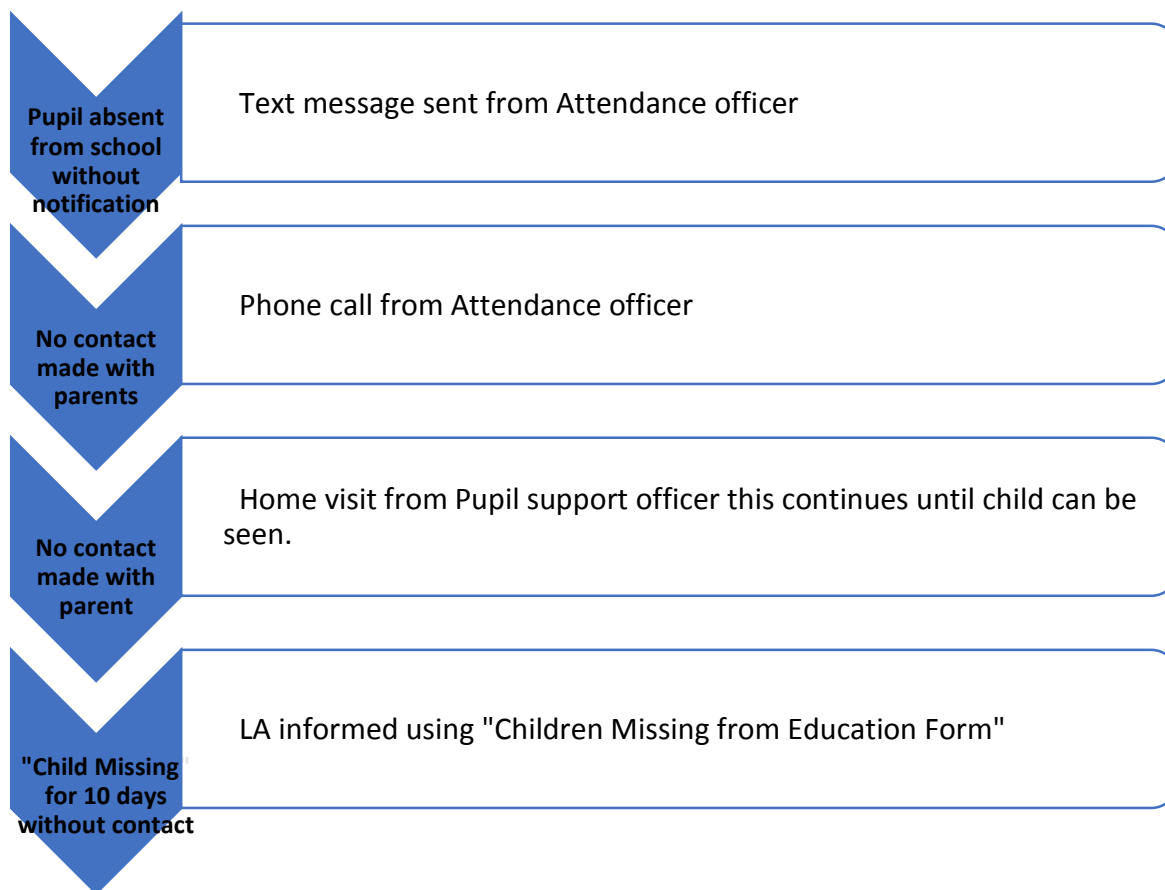 Pupil absent
from school
without
notification
Text message sent from Attendance officer
No contact
made with
parents
Phone call from Attendance officer
No contact
made with
parent
Home visit from Pupil support officer this continues until child can be
seen.
"Child Missing"
for 10 days
without contact
LA informed using "Children Missing from Education Form"